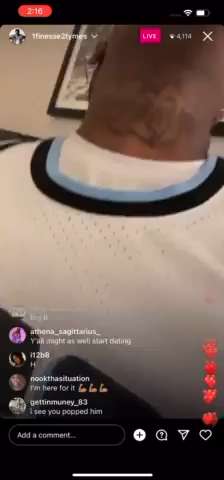 2:16
1finesse2tymes
LIVE
4,114
big B
athena_sagittarius_
Y'all might as well start dating
i12b8
H
nookthasituation
I'm here for it 💪🏽💪🏽💪🏽
gettinmuney_83
i see you popped him
Add a comment...